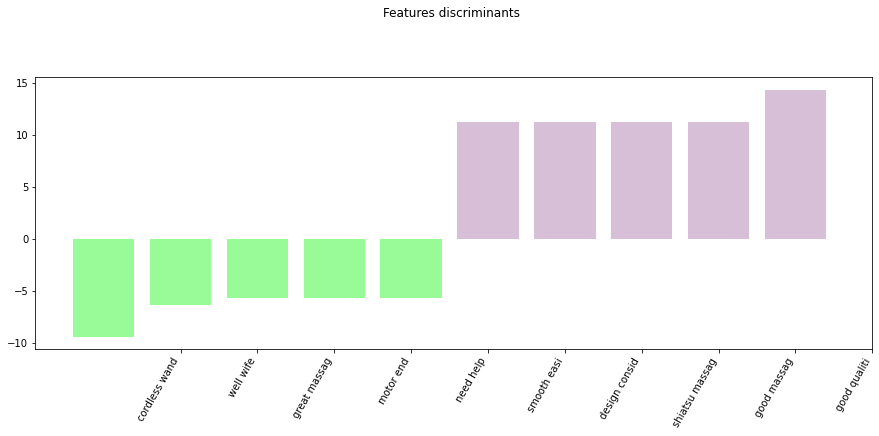 Features discriminants
15
10
5
0
−5
−10
cordless wand
well wife
great massag
motor end
need help
smooth easi
design consid
shiatsu massag
good massag
good qualiti